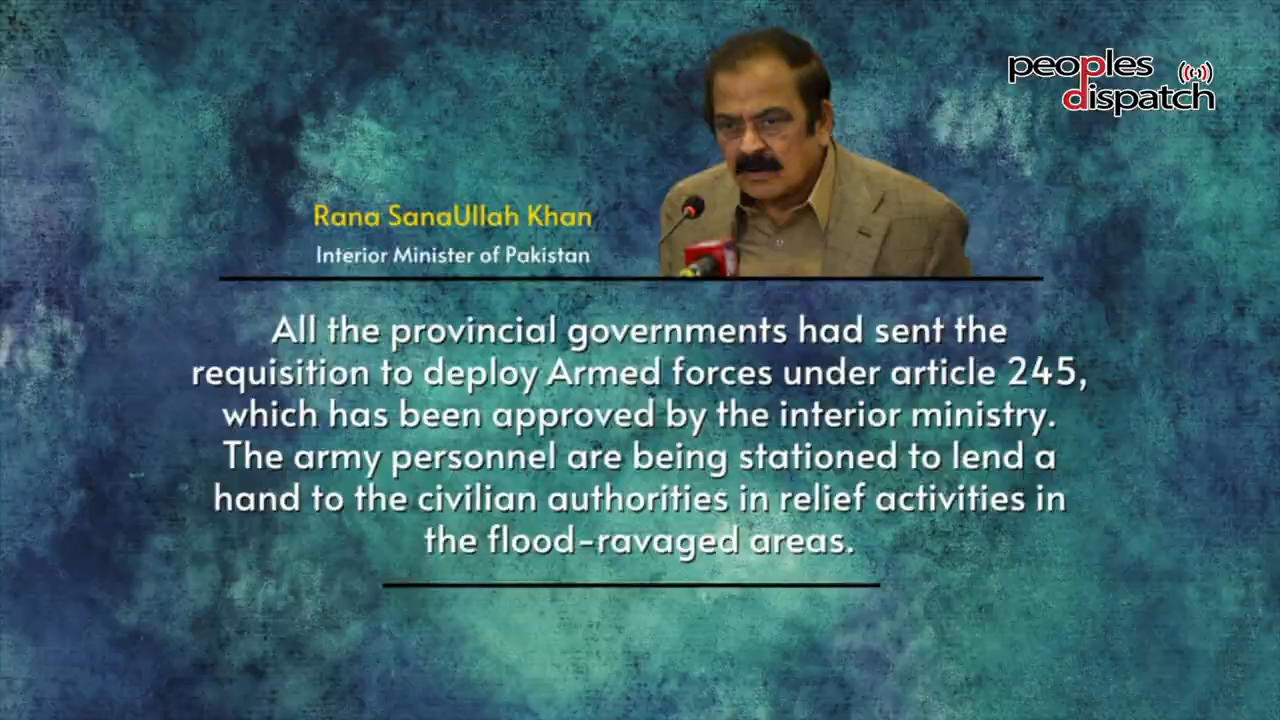 peoples
dispatch
Rana SanaUllah Khan
Interior Minister of Pakistan
All the provincial governments had sent the
requisition to deploy Armed forces under article 245,
which has been approved by the interior ministry.
The army personnel are being stationed to lend a
hand to the civilian authorities in relief activities in
the flood-ravaged areas.